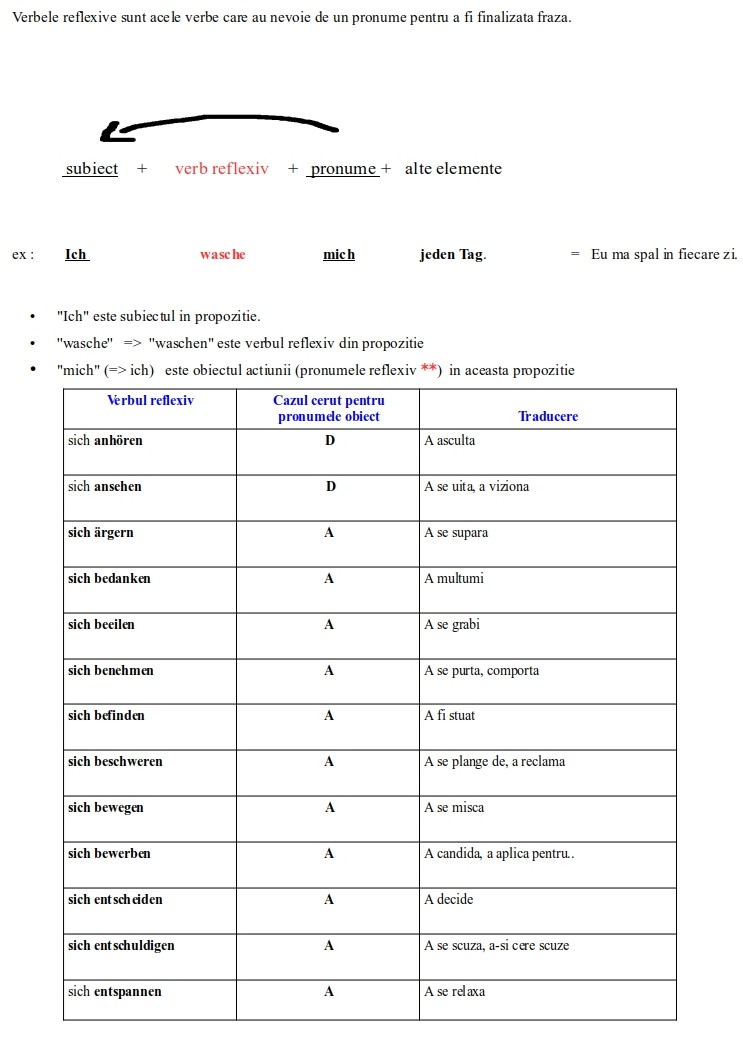 Verbele reflexive sunt acele verbe care au nevoie de un pronume pentru a fi finalizata fraza.
subiect + verb reflexiv + pronume + alte elemente
ex : Ich wasche mich jeden Tag. = Eu ma spal in fiecare zi.
• "Ich" este subiectul in propozitie.
• "wasche" => "waschen" este verbul reflexiv din propozitie
• "mich" (=> ich) este obiectul actiunii (pronumele reflexiv **) in aceasta propozitie
Verbul reflexiv Cazul cerut pentru
pronumele obiect Traducere
sich anhören D A asculta
sich ansehen D A se uita, a viziona
sich ärgern A A se supara
sich bedanken A A multumi
sich beeilen A A se grabi
sich benehmen A A se purta, comporta
sich befinden A A fi stuat
sich beschweren A A se plange de, a reclama
sich bewegen A A se misca
sich bewerben A A candida, a aplica pentru..
sich entscheiden A A decide
sich entschuldigen A A se scuza, a-si cere scuze
sich entspannen A A se relaxa